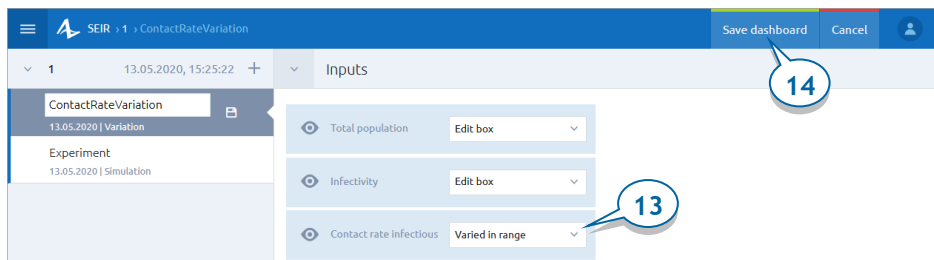 SEIR › 1 › ContactRateVariation
Save dashboard
Cancel
1
13.05.2020, 15:25:22
Inputs
14
ContactRateVariation
13.05.2020 | Variation
Total population
Edit box
Experiment
13.05.2020 | Simulation
Infectivity
Edit box
13
Contact rate infectious
Varied in range